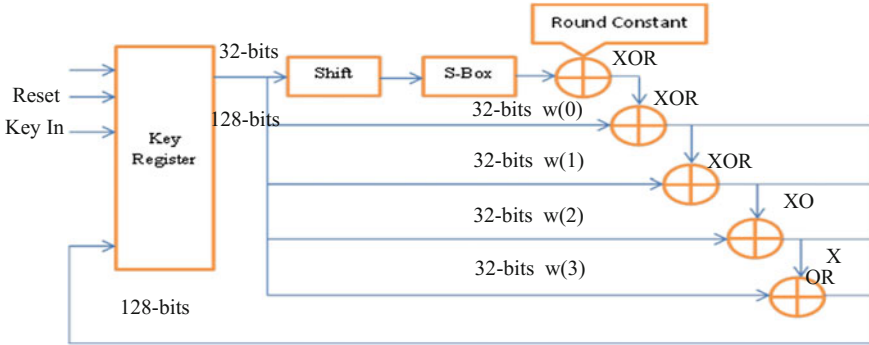 Round Constant
32-bits
XOR
Shift
S-Box
Reset
XOR
32-bits w(0)
128-bits
Key In
Key
Register
32-bits w(1)
XOR
32-bits w(2)
XO
32-bits w(3)
X
OR
128-bits